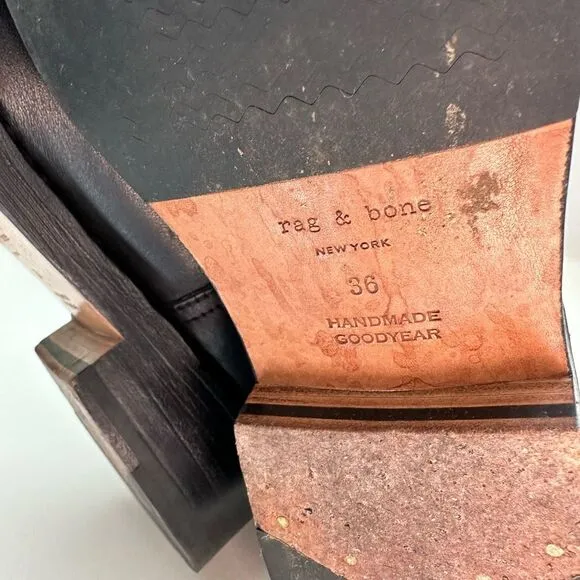 rag & bone
NEW YORK
36
HANDMADE
GOODYEAR